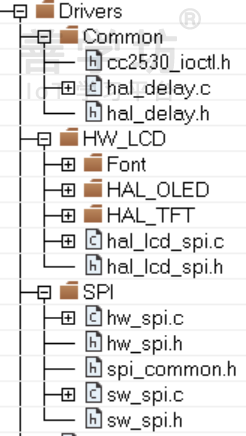 Drivers
Common
cc2530_ioctl.h
hal_delay.c
hal_delay.h
HW_LCD
Font
HAL_OLED
HAL_TFT
hal_lcd_spi.c
hal_lcd_spi.h
SPI
hw_spi.c
hw_spi.h
spi_common.h
sw_spi.c
sw_spi.h